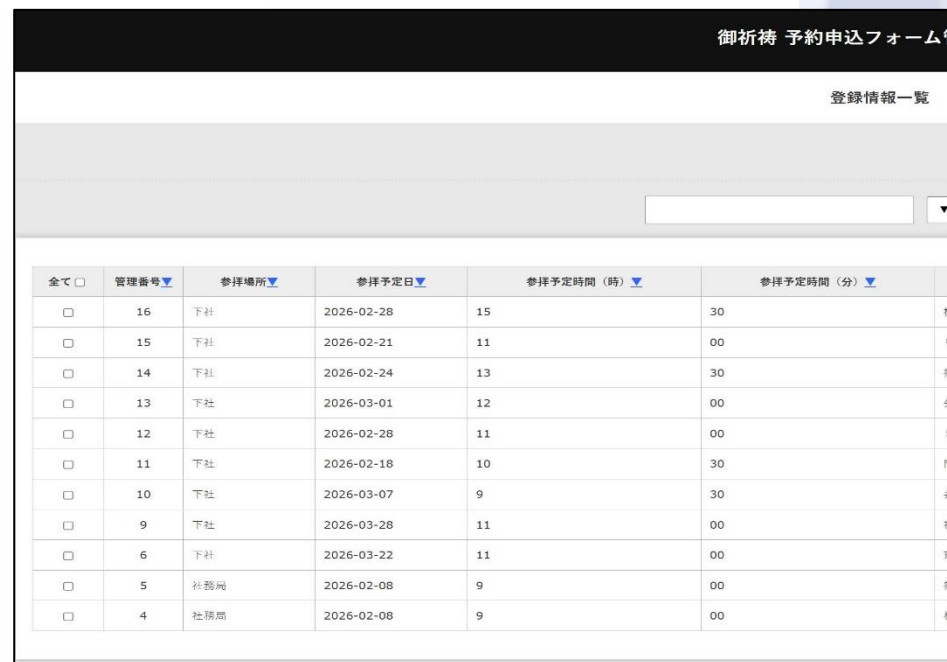 御祈祷 予約申込フォーム
登録情報一覧
▼
全て 管理番号▼ 参拝場所▼ 参拝予定日▼ 参拝予定時間（時）▼ 参拝予定時間（分）▼
16 下社 2026-02-28 15 30
15 下社 2026-02-21 11 00
14 下社 2026-02-24 13 30
13 下社 2026-03-01 12 00
12 下社 2026-02-28 11 00
11 下社 2026-02-18 10 30
10 下社 2026-03-07 9 30
9 下社 2026-03-28 11 00
6 下社 2026-03-22 11 00
5 社務局 2026-02-08 9 00
4 社務局 2026-02-08 9 00